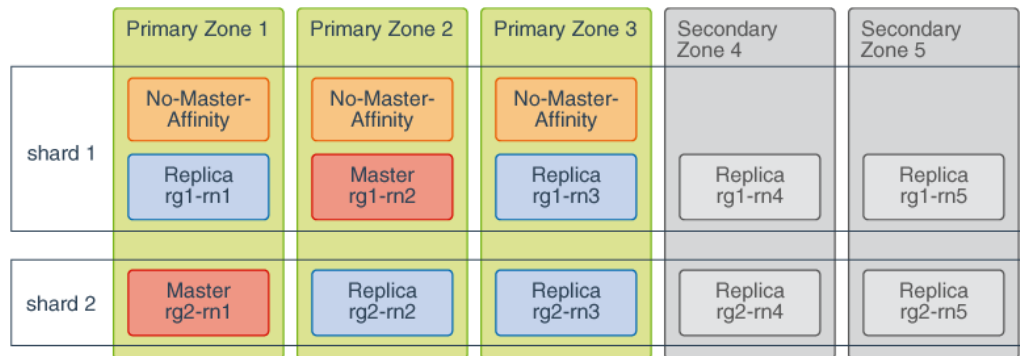 Primary Zone 1
Primary Zone 2
Primary Zone 3
Secondary
Zone 4
Secondary
Zone 5
shard 1
No-Master-
Affinity
No-Master-
Affinity
No-Master-
Affinity
Replica
rg1-rn1
Master
rg1-rn2
Replica
rg1-rn3
Replica
rg1-rn4
Replica
rg1-rn5
shard 2
Master
rg2-rn1
Replica
rg2-rn2
Replica
rg2-rn3
Replica
rg2-rn4
Replica
rg2-rn5